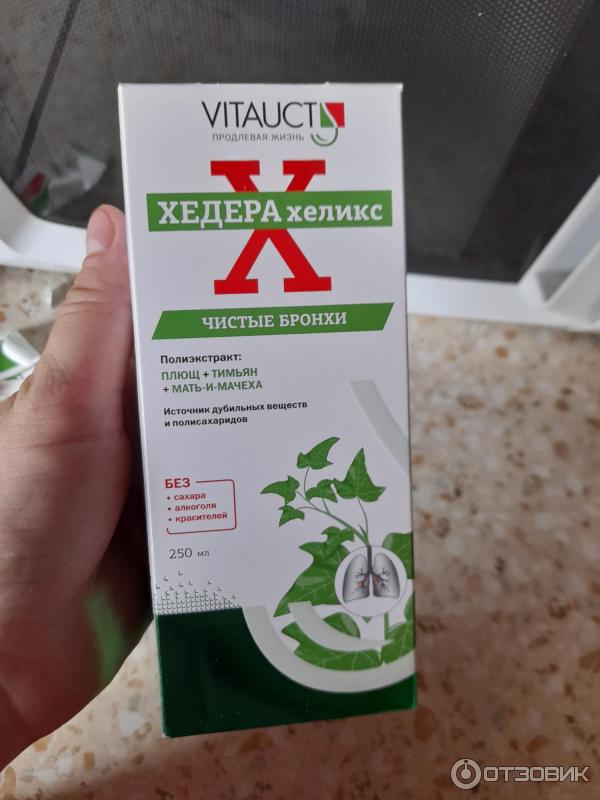 VITAUCT
ПРОДЛЕВАЯ ЖИЗНЬ
Х
ХЕДЕРА хеликс
ЧИСТЫЕ БРОНХИ
Полиэкстракт:
ПЛЮЩ + ТИМЬЯН
+ МАТЬ-И-МАЧЕХА
Источник дубильных веществ
и полисахаридов
БЕЗ
• сахара
• алкоголя
• красителей
250 мл
ОТЗОВИК